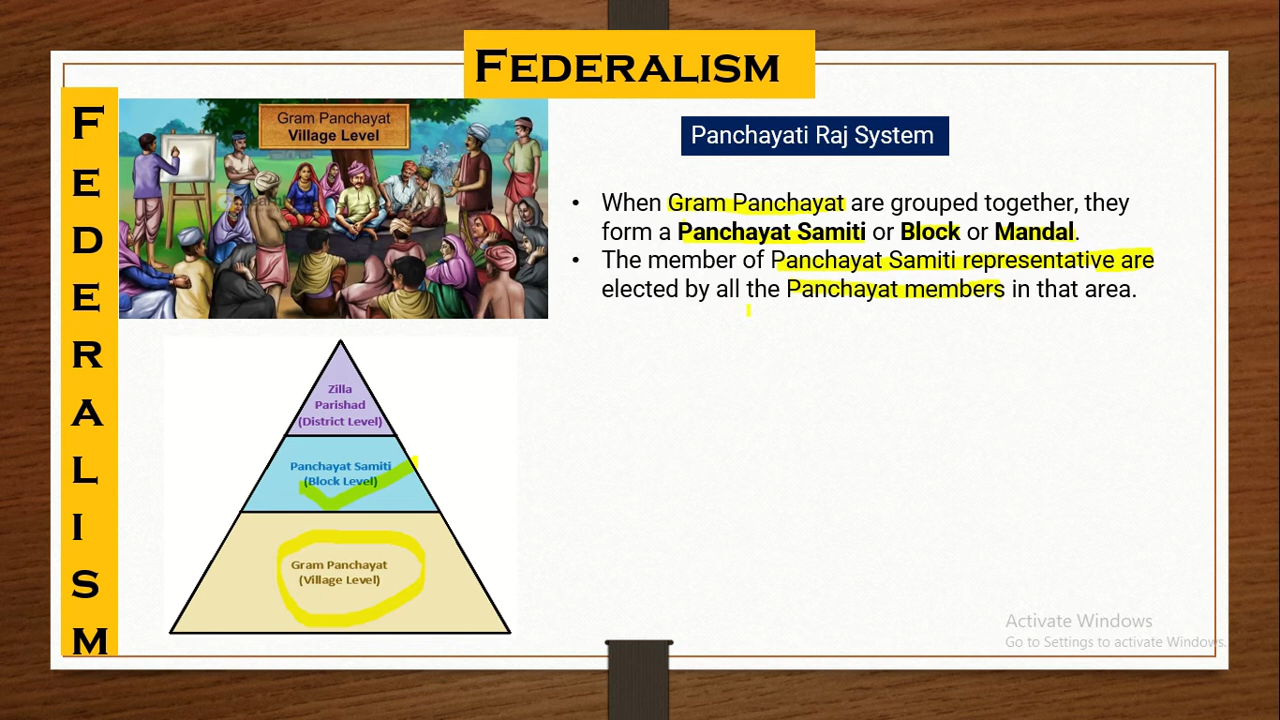 FEDERALISM
F
E
D
E
R
A
L
I
S
M
Gram Panchayat
Village Level
Panchayati Raj System
• When Gram Panchayat are grouped together, they
form a Panchayat Samiti or Block or Mandal.
• The member of Panchayat Samiti representative are
elected by all the Panchayat members in that area.
Zilla
Parishad
(District Level)
Panchayat Samiti
(Block Level)
Gram Panchayat
(Village Level)
Activate Windows
Go to Settings to activate Windows.